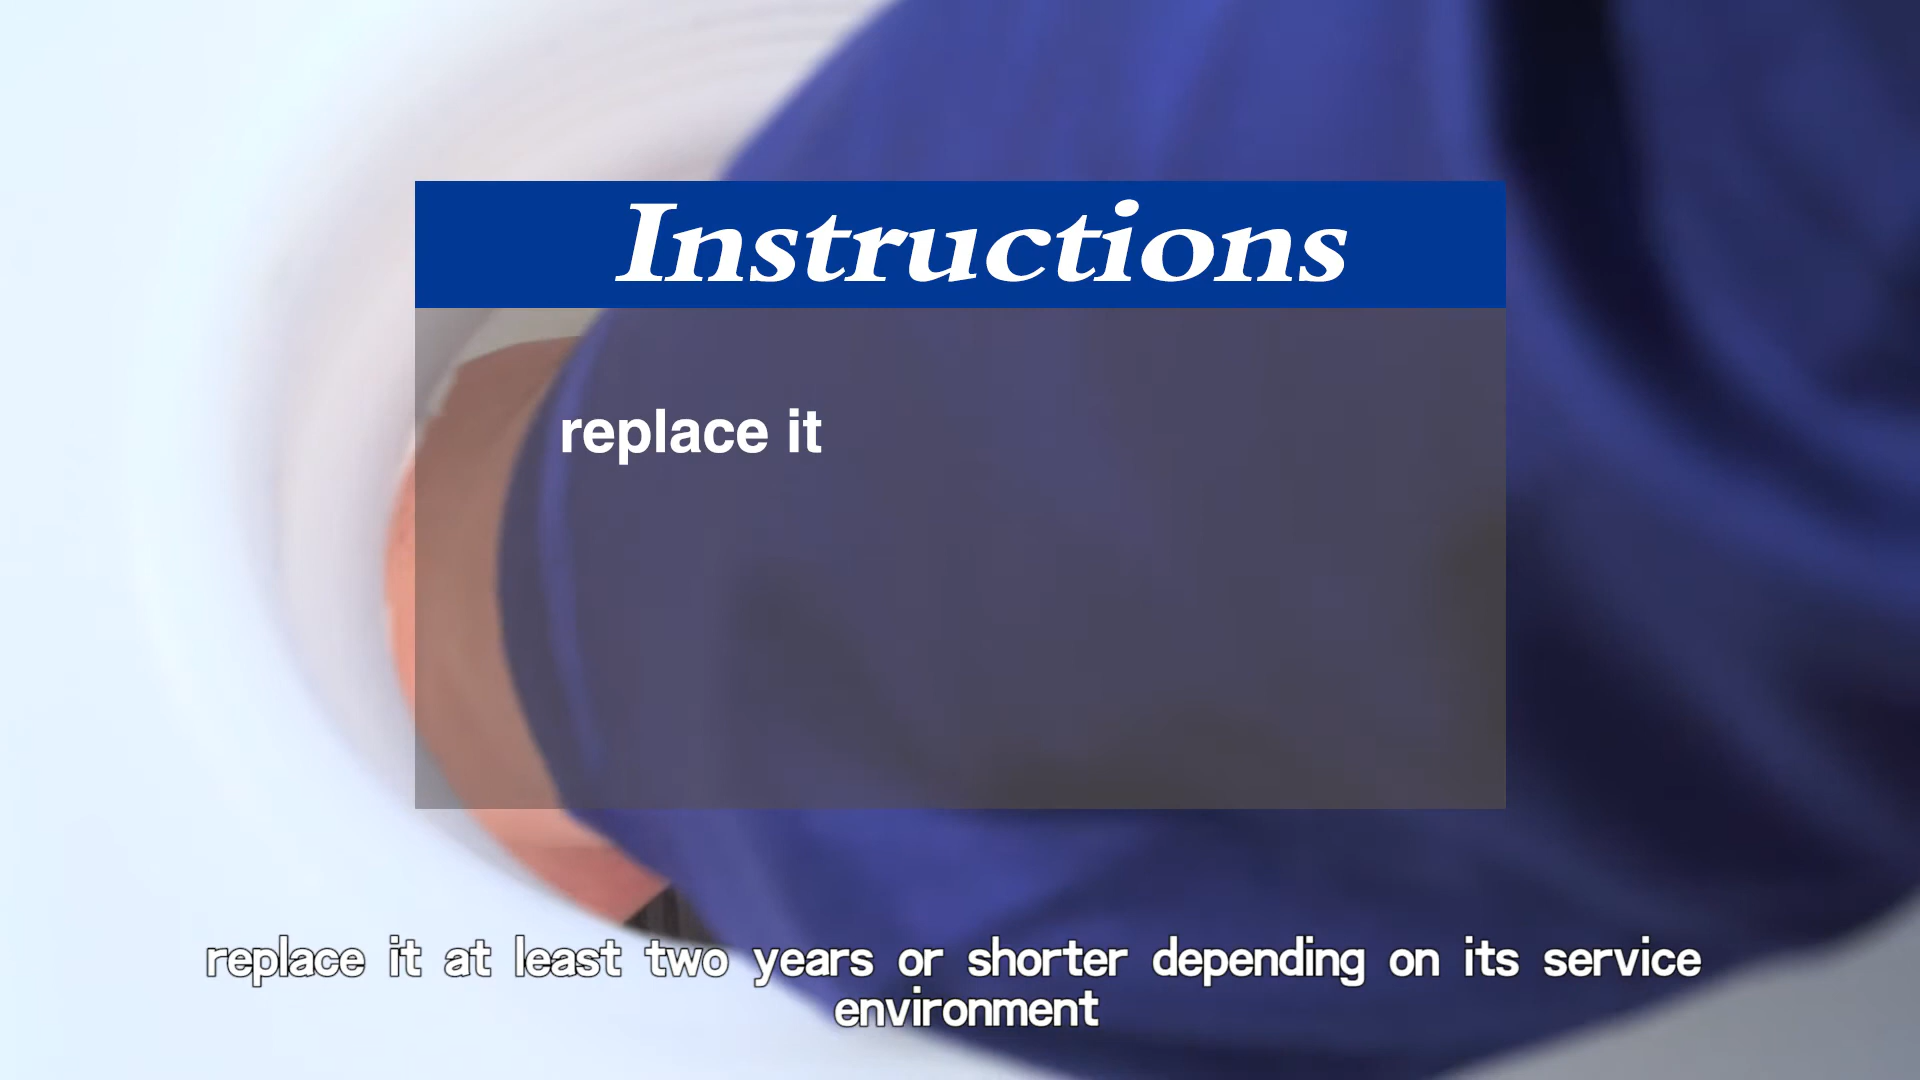 Instructions
replace it
replace it at least two years or shorter depending on its service
environment